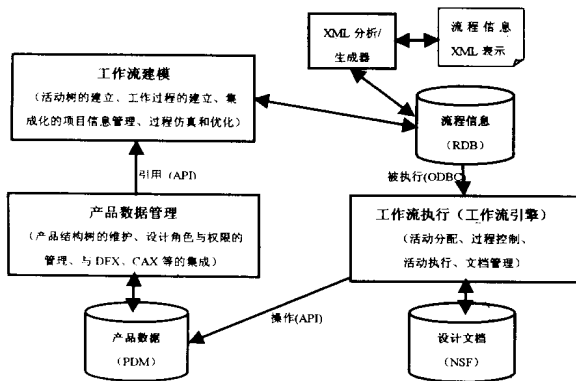 XML 分析/
生成器
流程信息
XML 表示
工作流建模
（活动树的建立、工作过程的建立、集
成化的项目信息管理、过程仿真和优化）
流程信息
(RDB)
引用 (API)
被执行(ODBC)
产品数据管理
（产品结构树的维护、设计角色与权限的
管理、与 DFX、CAX 等的集成）
工作流执行（工作流引擎）
（活动分配、过程控制、
活动执行、文档管理）
操作(API)
产品数据
(PDM)
设计文档
(NSF)